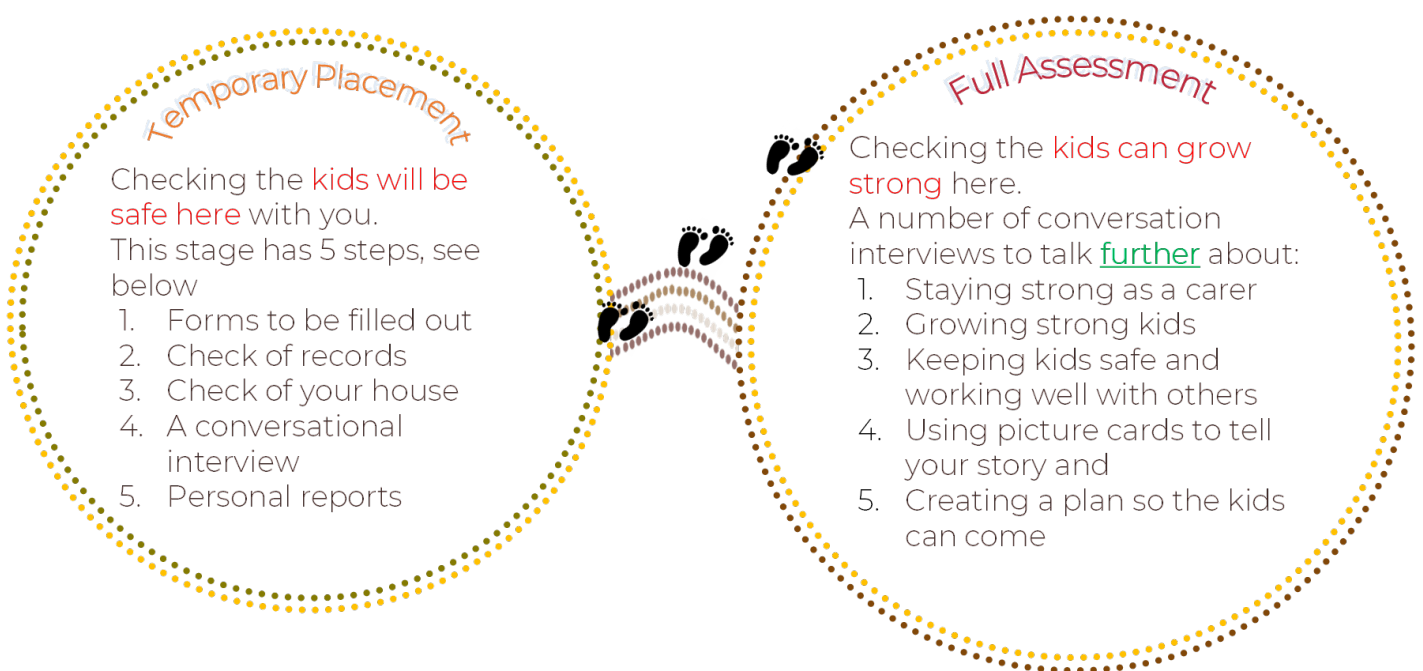 Temporary Placement
Checking the kids will be
safe here with you.
This stage has 5 steps, see
below
1. Forms to be filled out
2. Check of records
3. Check of your house
4. A conversational
interview
5. Personal reports
Full Assessment
Checking the kids can grow
strong here.
A number of conversation
interviews to talk further about:
1. Staying strong as a carer
2. Growing strong kids
3. Keeping kids safe and
working well with others
4. Using picture cards to tell
your story and
5. Creating a plan so the kids
can come